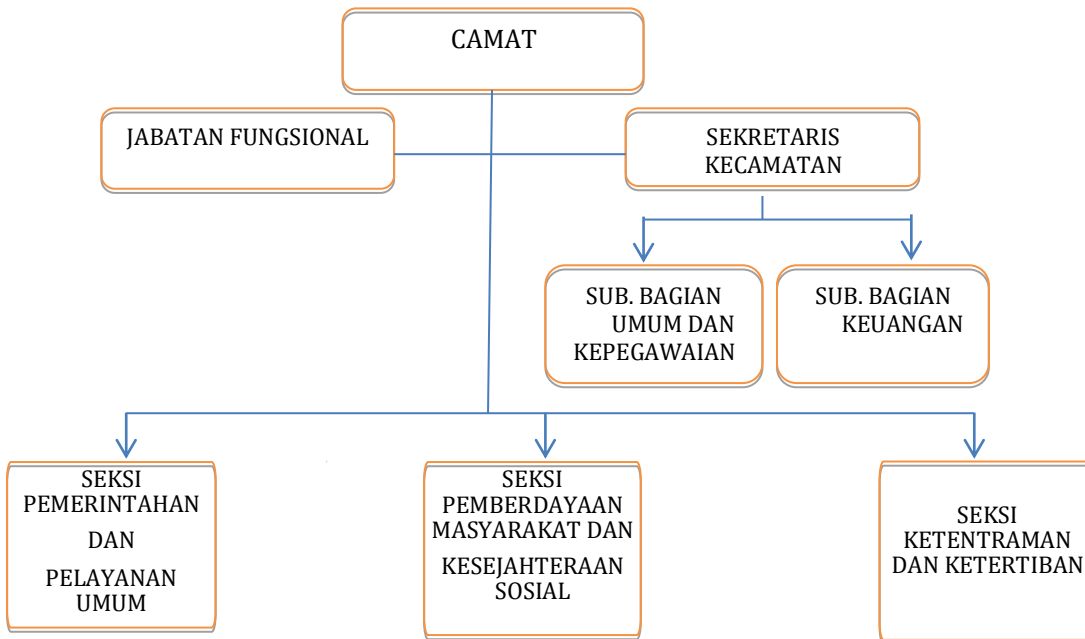 CAMAT
JABATAN FUNGSIONAL
SEKRETARIS
KECAMATAN
SUB. BAGIAN
UMUM DAN
KEPEGAWAIAN
SUB. BAGIAN
KEUANGAN
SEKSI
PEMERINTAHAN
DAN
PELAYANAN
UMUM
SEKSI
PEMBERDAYAAN
MASYARAKAT DAN
KESEJAHTERAAN
SOSIAL
SEKSI
KETENTRAMAN
DAN KETERTIBAN